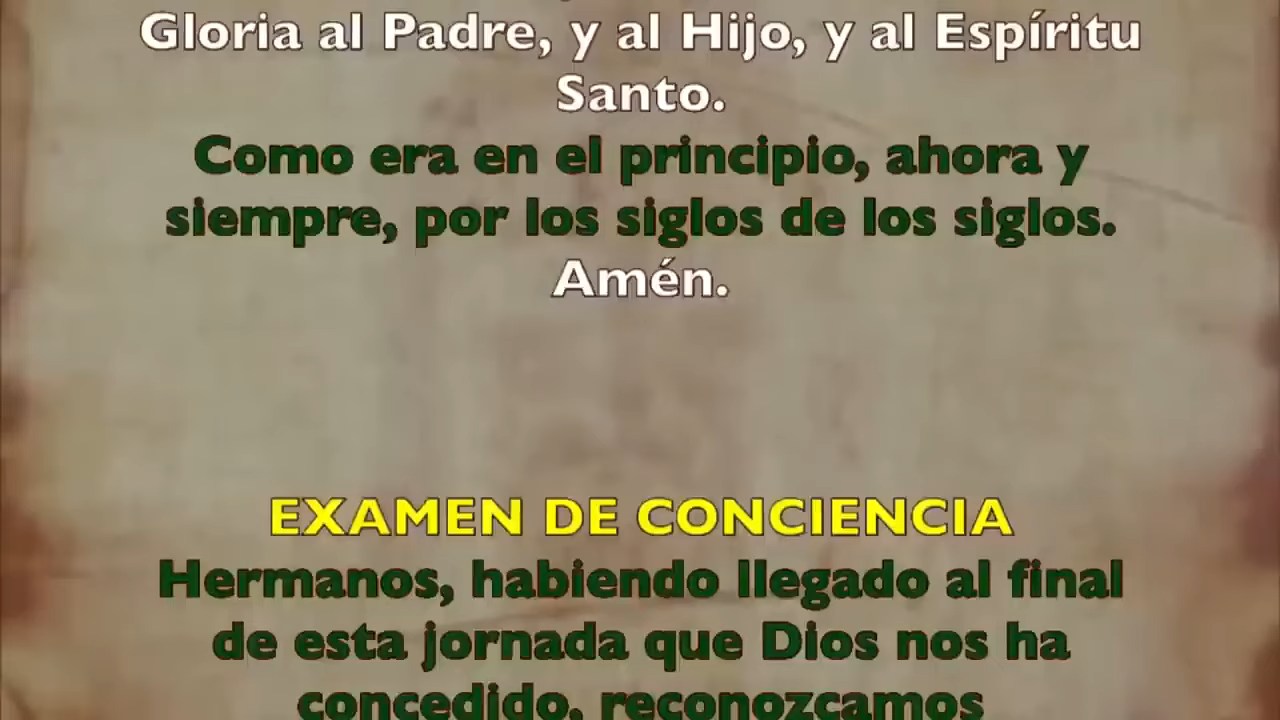 Gloria al Padre, y al Hijo, y al Espíritu
Santo.
Como era en el principio, ahora y
siempre, por los siglos de los siglos.
Amén.
EXAMEN DE CONCIENCIA
Hermanos, habiendo llegado al final
de esta jornada que Dios nos ha
concedido, reconozcamos